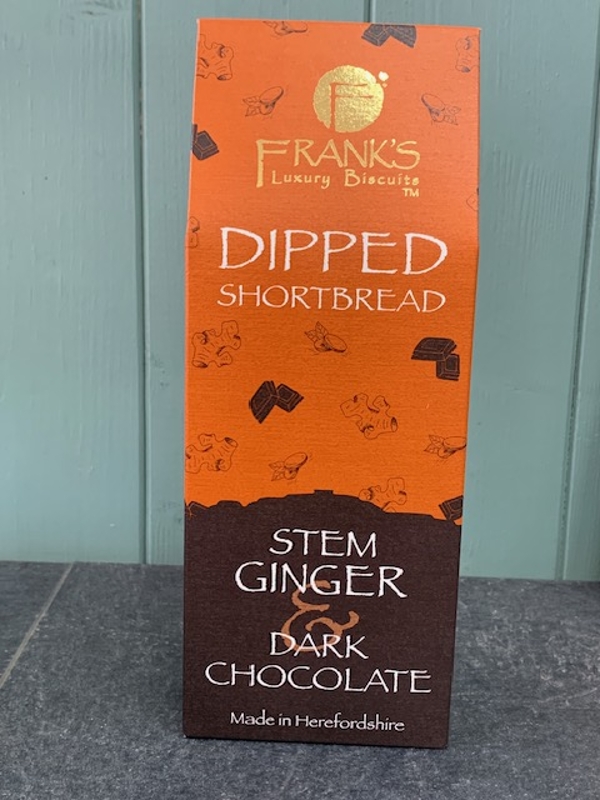 F
FRANK'S
Luxury Biscuits
TM
DIPPED
SHORTBREAD
STEM
GINGER
&
DARK
CHOCOLATE
Made in Herefordshire